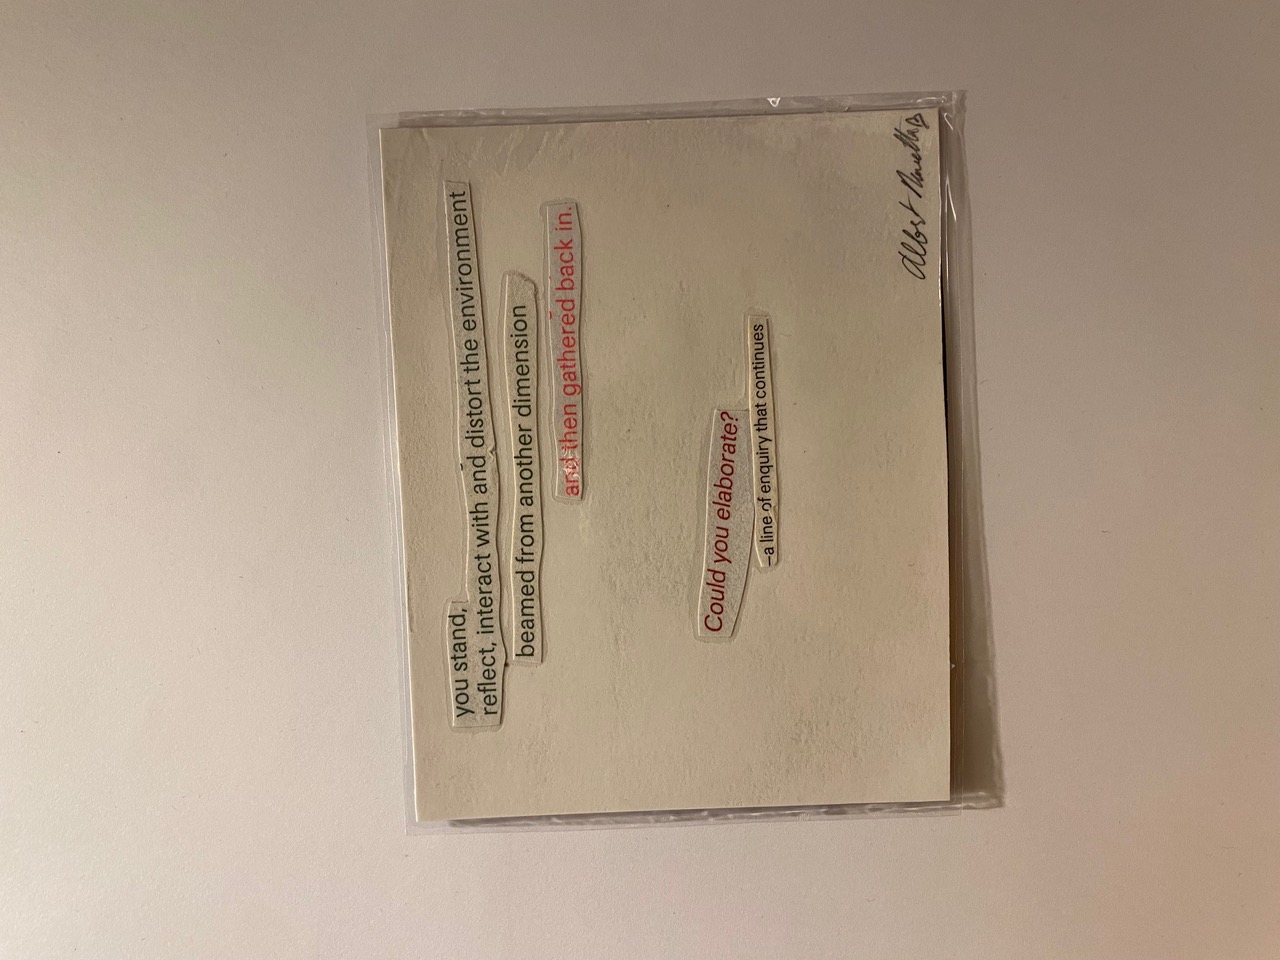 you stand,
reflect, interact with and distort the environment
beamed from another dimension
and then gathered back in.
Could you elaborate?
–a line of enquiry that continues
Albert